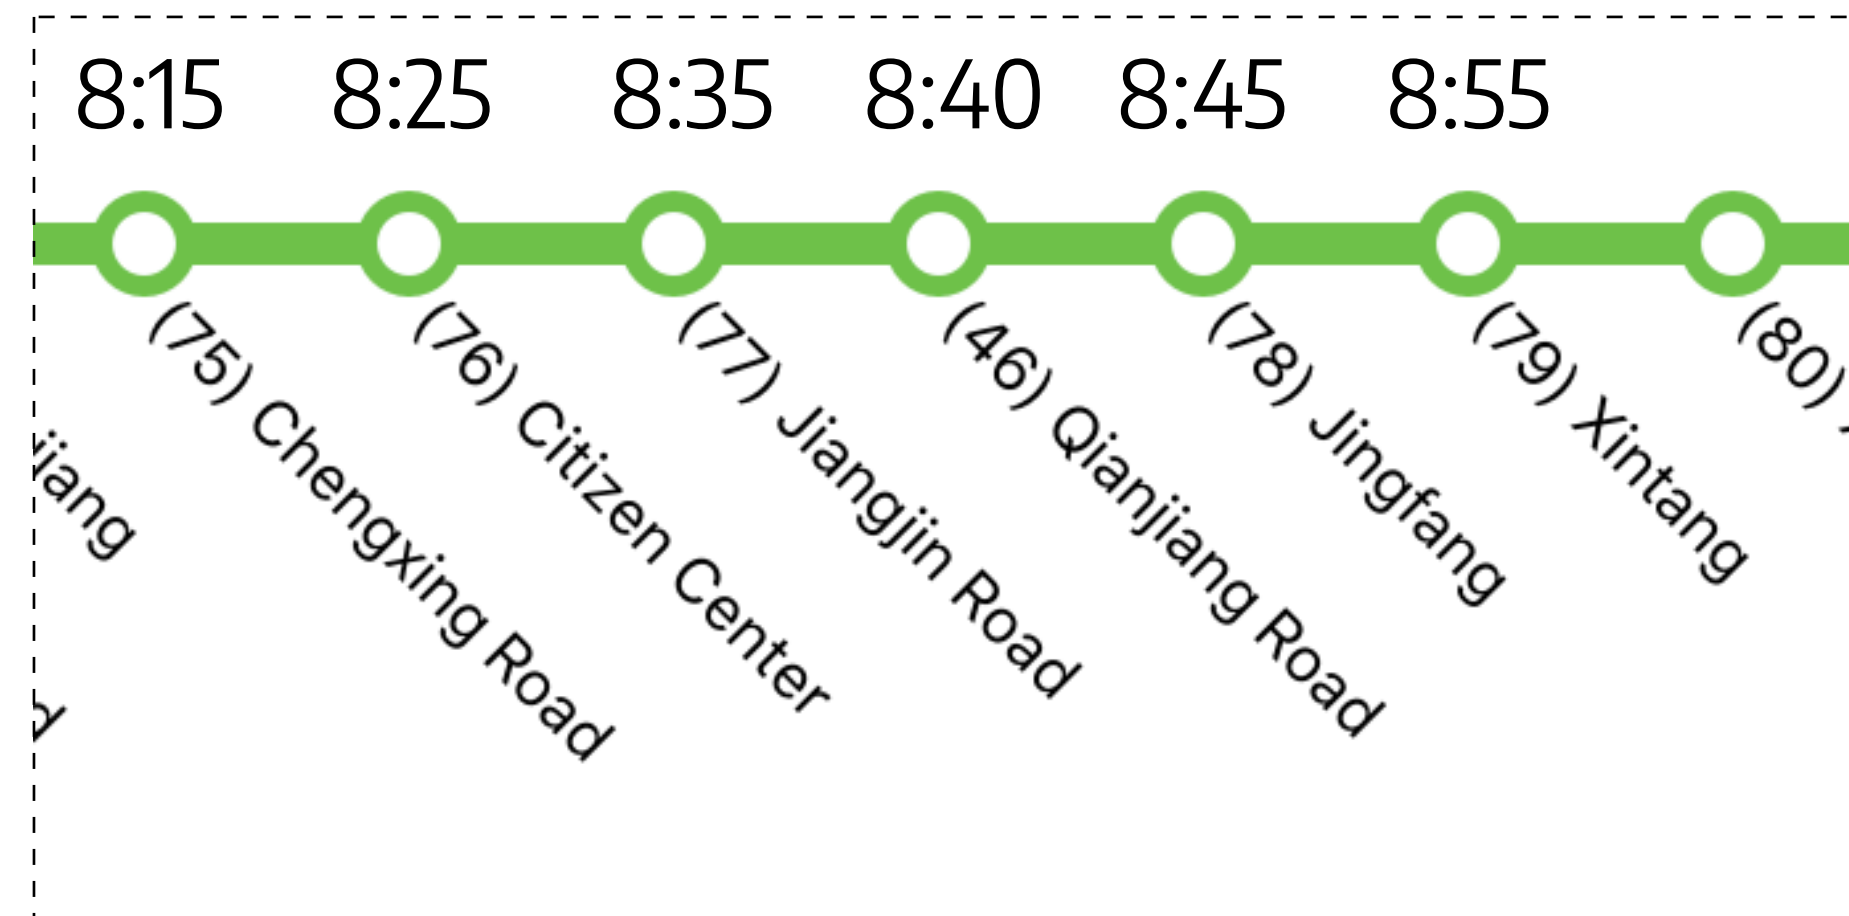 8:15 8:25 8:35 8:40 8:45 8:55
(75) Chengxing Road
(76) Citizen Center
(77) Jiangjin Road
(46) Qianjiang Road
(78) Jingfang
(79) Xintang
(80)